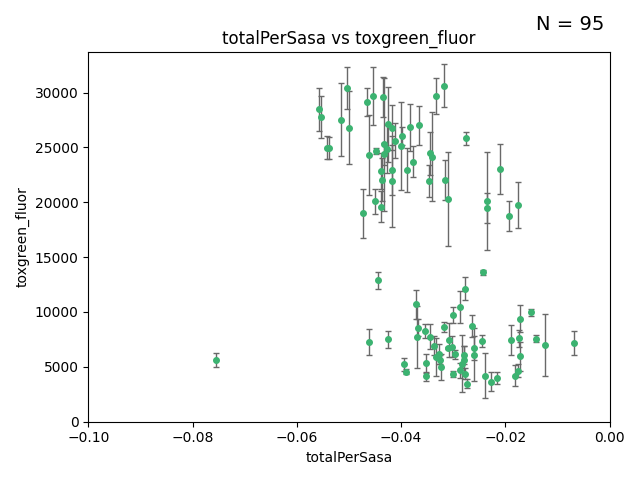 N = 95
totalPerSasa vs toxgreen_fluor
toxgreen_fluor
30000
25000
20000
15000
10000
5000
0
−0.10 −0.08 −0.06 −0.04 −0.02 0.00
totalPerSasa